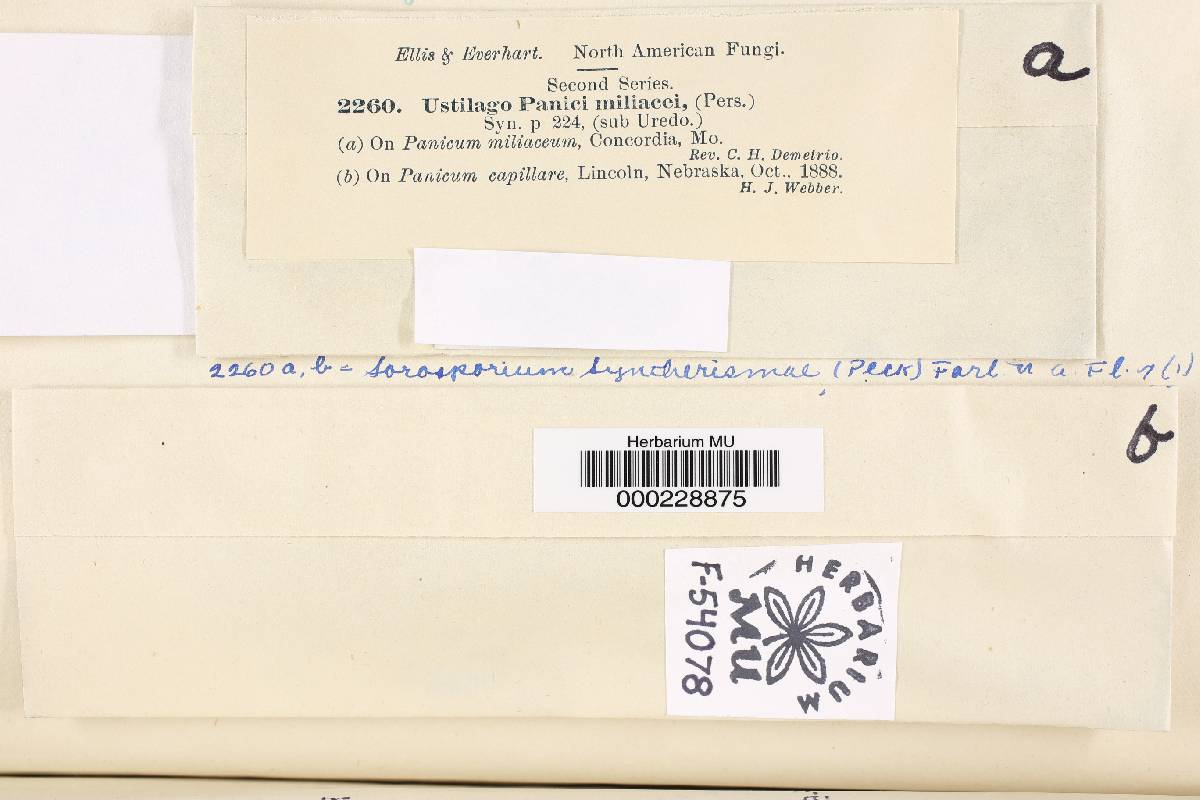 Ellis & Everhart. North American Fungi.
Second Series.
2260. Ustilago Panici miliacei, (Pers.)
Syn. p 224, (sub Uredo.)
(a) On Panicum miliaceum, Concordia, Mo.
Rev. C. H. Demetrio.
(b) On Panicum capillare, Lincoln, Nebraska, Oct.. 1888.
H. J. Webber.
a
2260 a, b = Sorosporium Syntherismae (Peck) Farl a. Fl.
b
Herbarium MU
000228875
HERBARIUM
MU
F-54078